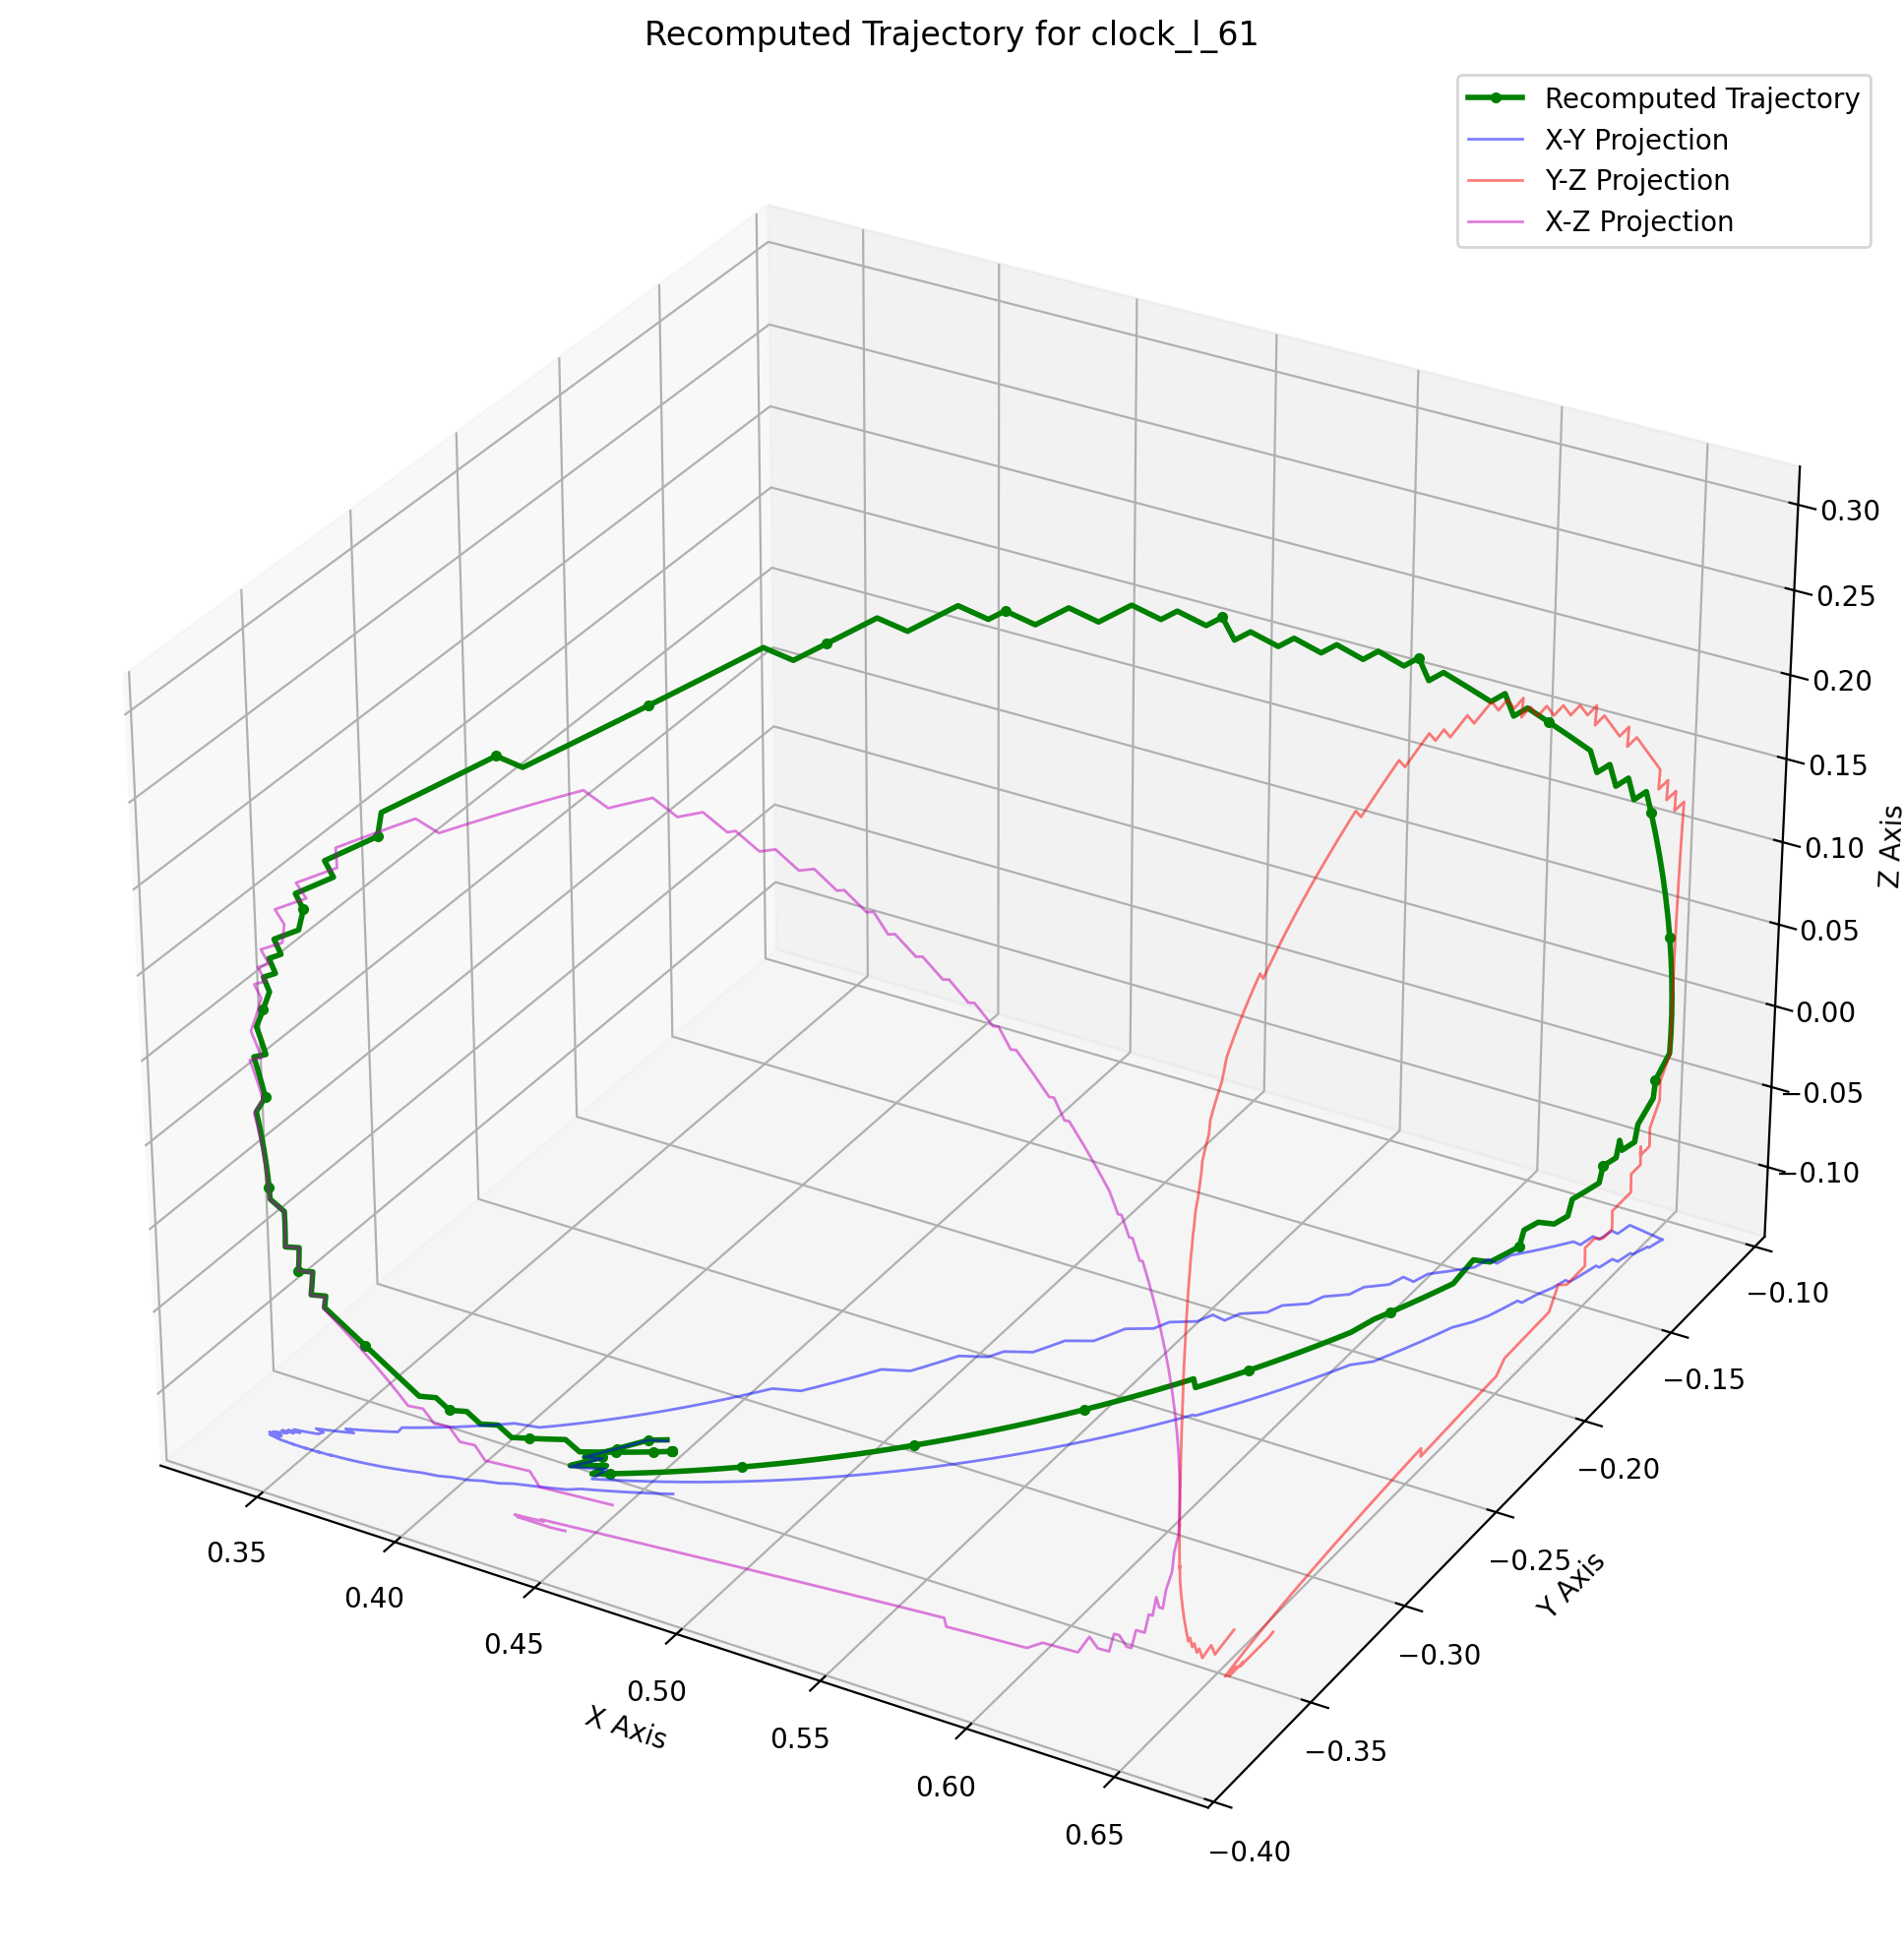 Recomputed Trajectory for clock_l_61
Recomputed Trajectory
X-Y Projection
Y-Z Projection
X-Z Projection
0.30
0.25
0.20
0.15
0.10
0.05
0.00
−0.05
−0.10
Z Axis
−0.10
−0.15
−0.20
−0.25
−0.30
−0.35
−0.40
Y Axis
0.35
0.40
0.45
0.50
0.55
0.60
0.65
X Axis